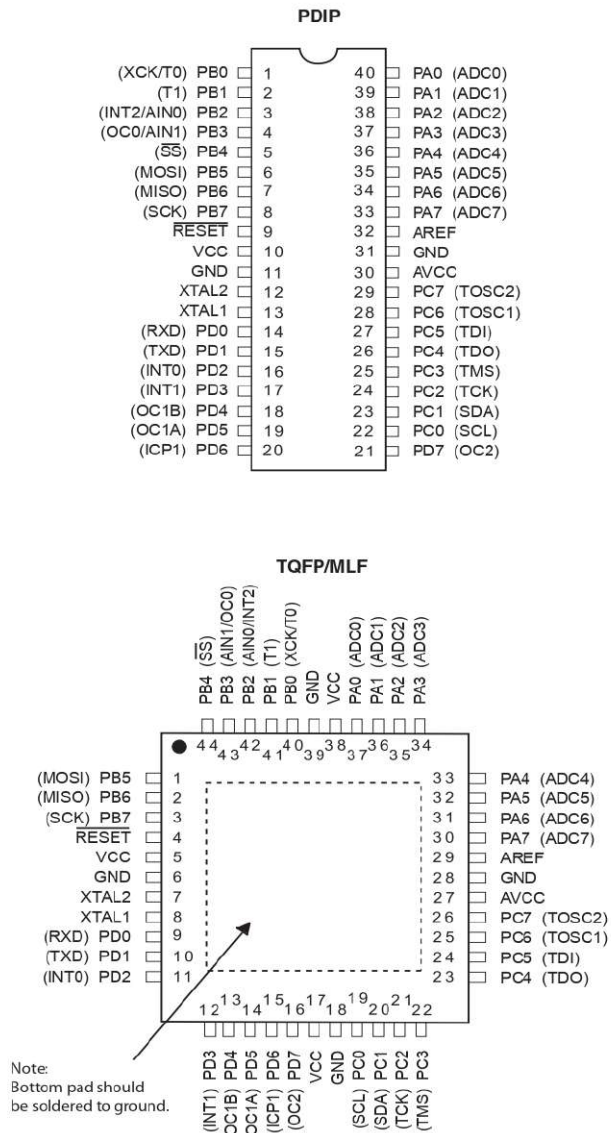 PDIP
(XCK/T0) PB0 1 40 PA0 (ADC0)
(T1) PB1 2 39 PA1 (ADC1)
(INT2/AIN0) PB2 3 38 PA2 (ADC2)
(OC0/AIN1) PB3 4 37 PA3 (ADC3)
(SS) PB4 5 36 PA4 (ADC4)
(MOSI) PB5 6 35 PA5 (ADC5)
(MISO) PB6 7 34 PA6 (ADC6)
(SCK) PB7 8 33 PA7 (ADC7)
RESET 9 32 AREF
VCC 10 31 GND
GND 11 30 AVCC
XTAL2 12 29 PC7 (TOSC2)
XTAL1 13 28 PC6 (TOSC1)
(RXD) PD0 14 27 PC5 (TDI)
(TXD) PD1 15 26 PC4 (TDO)
(INT0) PD2 16 25 PC3 (TMS)
(INT1) PD3 17 24 PC2 (TCK)
(OC1B) PD4 18 23 PC1 (SDA)
(OC1A) PD5 19 22 PC0 (SCL)
(ICP1) PD6 20 21 PD7 (OC2)
TQFP/MLF
PB4 (SS)
PB3 (AIN1/OC0)
PB2 (AIN0/INT2)
PB1 (T1)
PB0 (XCK/T0)
GND
VCC
PA0 (ADC0)
PA1 (ADC1)
PA2 (ADC2)
PA3 (ADC3)
44 43 42 41 40 39 38 37 36 35 34
(MOSI) PB5 1 33 PA4 (ADC4)
(MISO) PB6 2 32 PA5 (ADC5)
(SCK) PB7 3 31 PA6 (ADC6)
RESET 4 30 PA7 (ADC7)
VCC 5 29 AREF
GND 6 28 GND
XTAL2 7 27 AVCC
XTAL1 8 26 PC7 (TOSC2)
(RXD) PD0 9 25 PC6 (TOSC1)
(TXD) PD1 10 24 PC5 (TDI)
(INT0) PD2 11 23 PC4 (TDO)
12 13 14 15 16 17 18 19 20 21 22
(INT1) PD3
OC1B) PD4
OC1A) PD5
(ICP1) PD6
(OC2) PD7
VCC
GND
(SCL) PC0
(SDA) PC1
(TCK) PC2
(TMS) PC3
Note:
Bottom pad should
be soldered to ground.